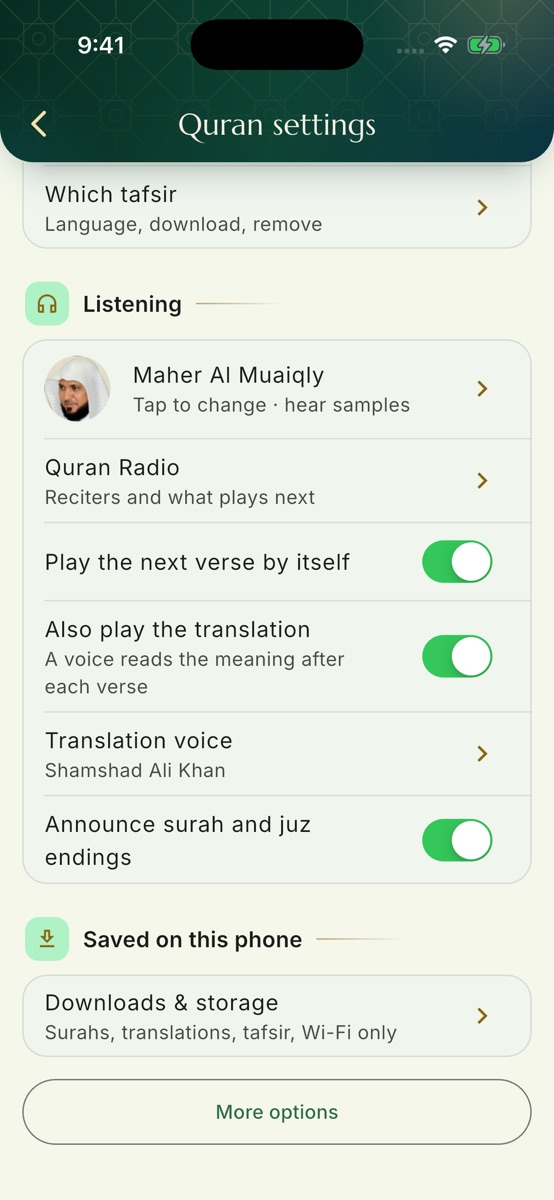 9:41
Quran settings
Which tafsir
Language, download, remove
Listening
Maher Al Muaiqly
Tap to change · hear samples
Quran Radio
Reciters and what plays next
Play the next verse by itself
Also play the translation
A voice reads the meaning after
each verse
Translation voice
Shamshad Ali Khan
Announce surah and juz
endings
Saved on this phone
Downloads & storage
Surahs, translations, tafsir, Wi-Fi only
More options